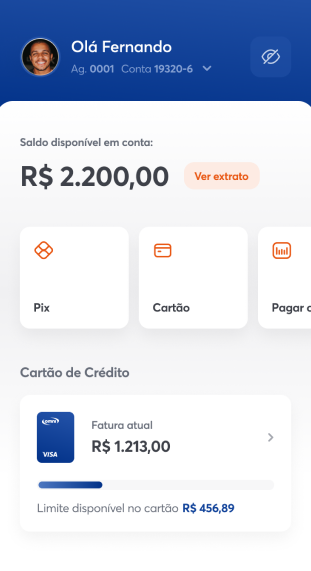 Olá Fernando
Ag. 0001 Conta 19320-6
Saldo disponível em conta:
R$ 2.200,00
Ver extrato
Pix
Cartão
Pagar c
Cartão de Crédito
omni
VISA
Fatura atual
R$ 1.213,00
Limite disponível no cartão R$ 456,89